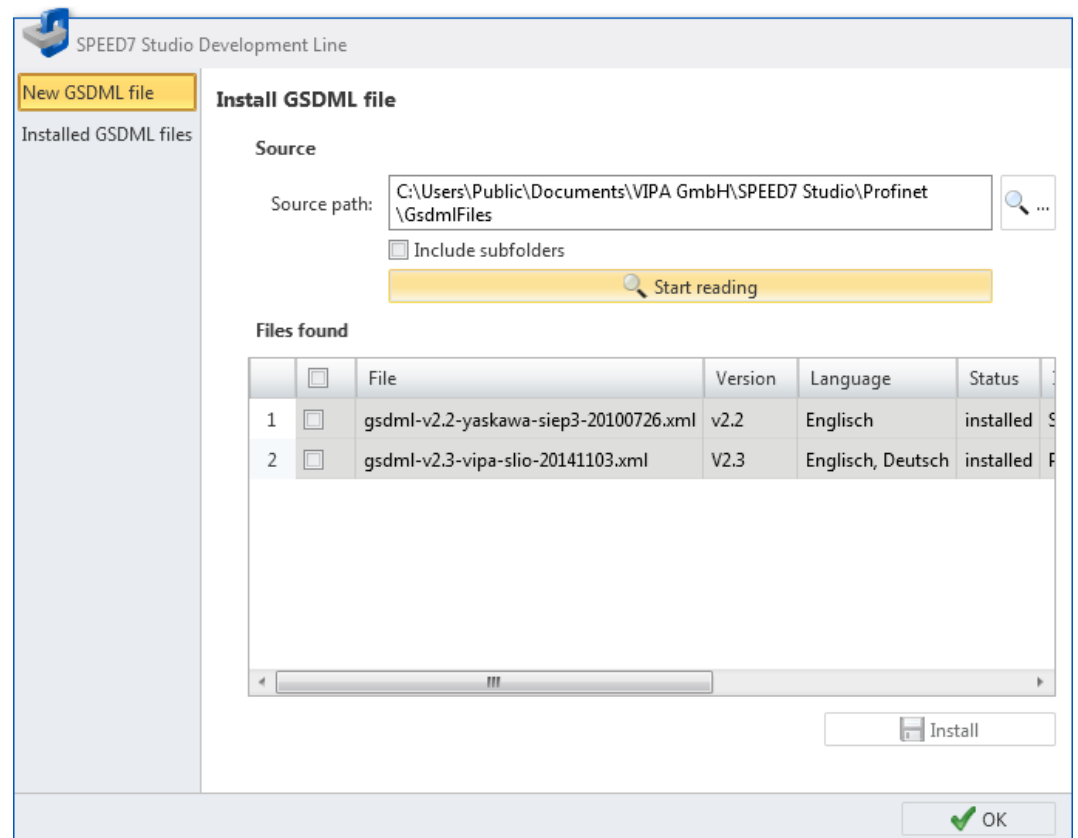 SPEED7 Studio Development Line
New GSDML file
Installed GSDML files
Install GSDML file
Source
Source path:
C:\Users\Public\Documents\VIPA GmbH\SPEED7 Studio\Profinet
\GsdmlFiles
...
Include subfolders
Start reading
Files found
File Version Language Status
1 gsdml-v2.2-yaskawa-siep3-20100726.xml v2.2 Englisch installed
2 gsdml-v2.3-vipa-slio-20141103.xml V2.3 Englisch, Deutsch installed
Install
OK